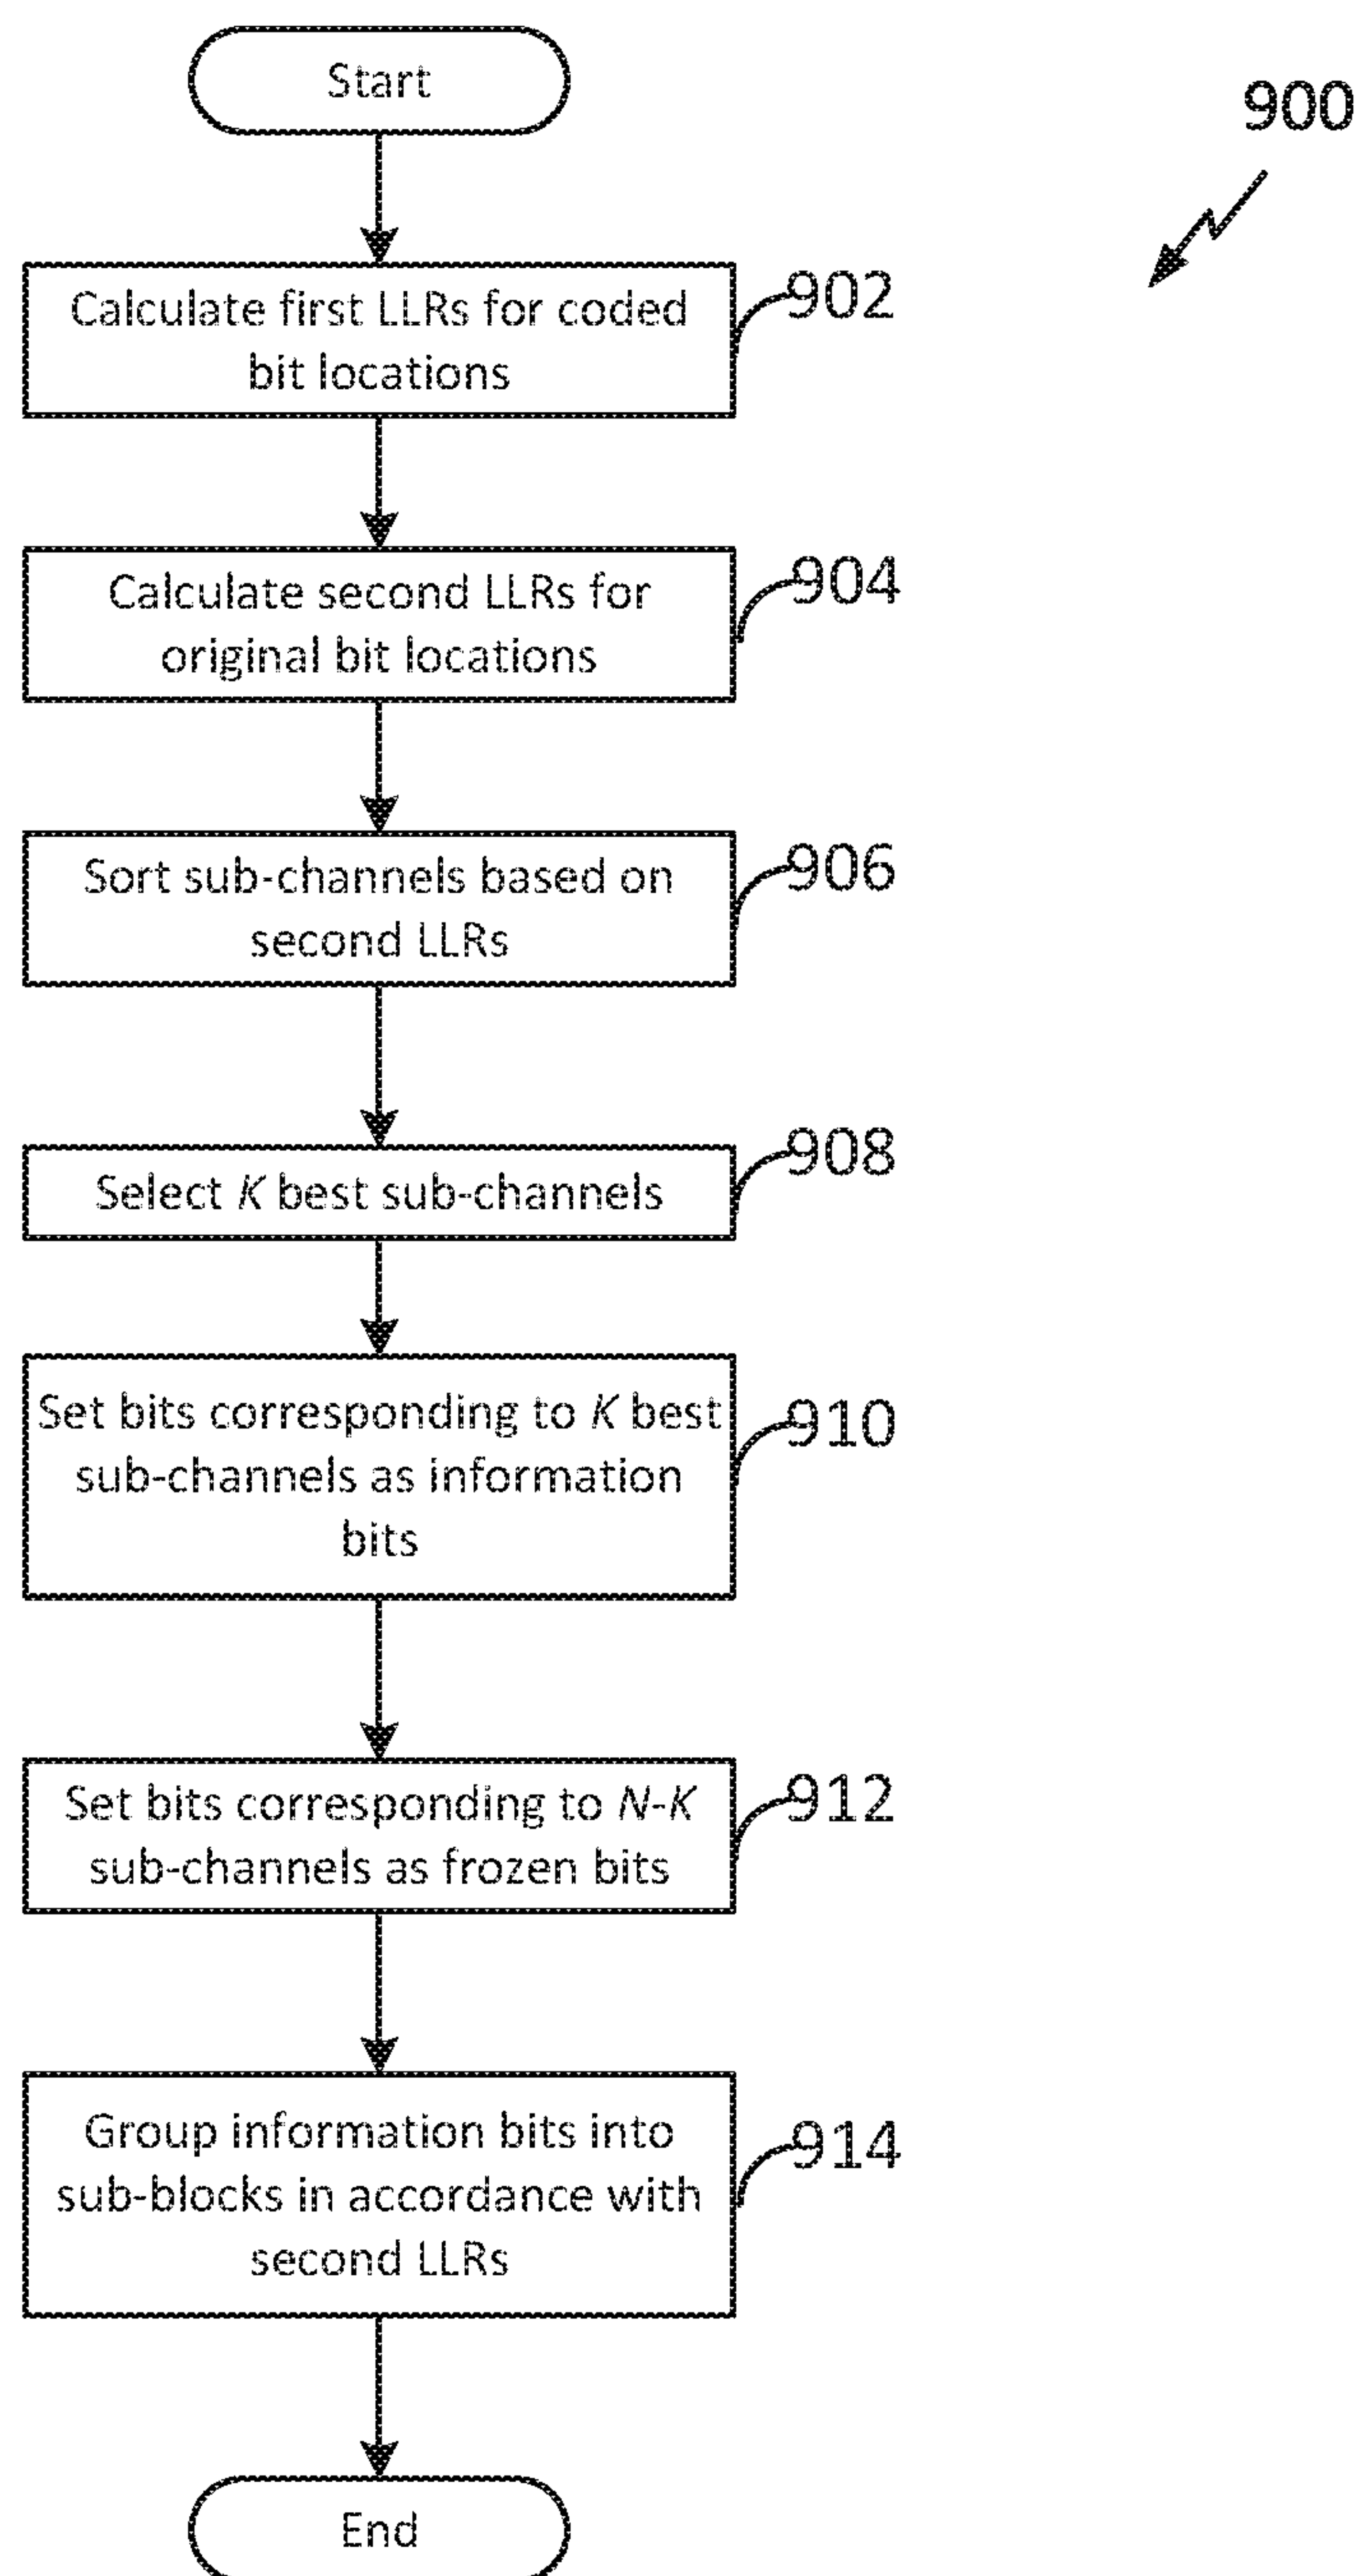 Start
900
Calculate first LLRs for coded
bit locations
902
Calculate second LLRs for
original bit locations
904
Sort sub-channels based on
second LLRs
906
Select K best sub-channels
908
Set bits corresponding to K best
sub-channels as information
bits
910
Set bits corresponding to N-K
sub-channels as frozen bits
912
Group information bits into
sub-blocks in accordance with
second LLRs
914
End